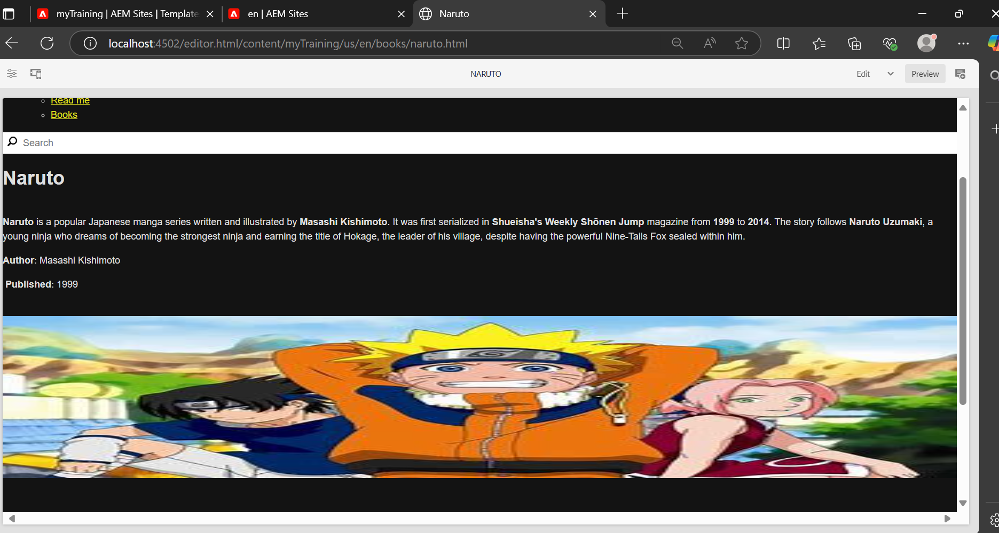 myTraining | AEM Sites | Template
en | AEM Sites
Naruto
localhost:4502/editor.html/content/myTraining/us/en/books/naruto.html
NARUTO
Edit
Preview
Read me
Books
Search
Naruto
Naruto is a popular Japanese manga series written and illustrated by Masashi Kishimoto. It was first serialized in Shueisha's Weekly Shōnen Jump magazine from 1999 to 2014. The story follows Naruto Uzumaki, a
young ninja who dreams of becoming the strongest ninja and earning the title of Hokage, the leader of his village, despite having the powerful Nine-Tails Fox sealed within him.
Author: Masashi Kishimoto
Published: 1999